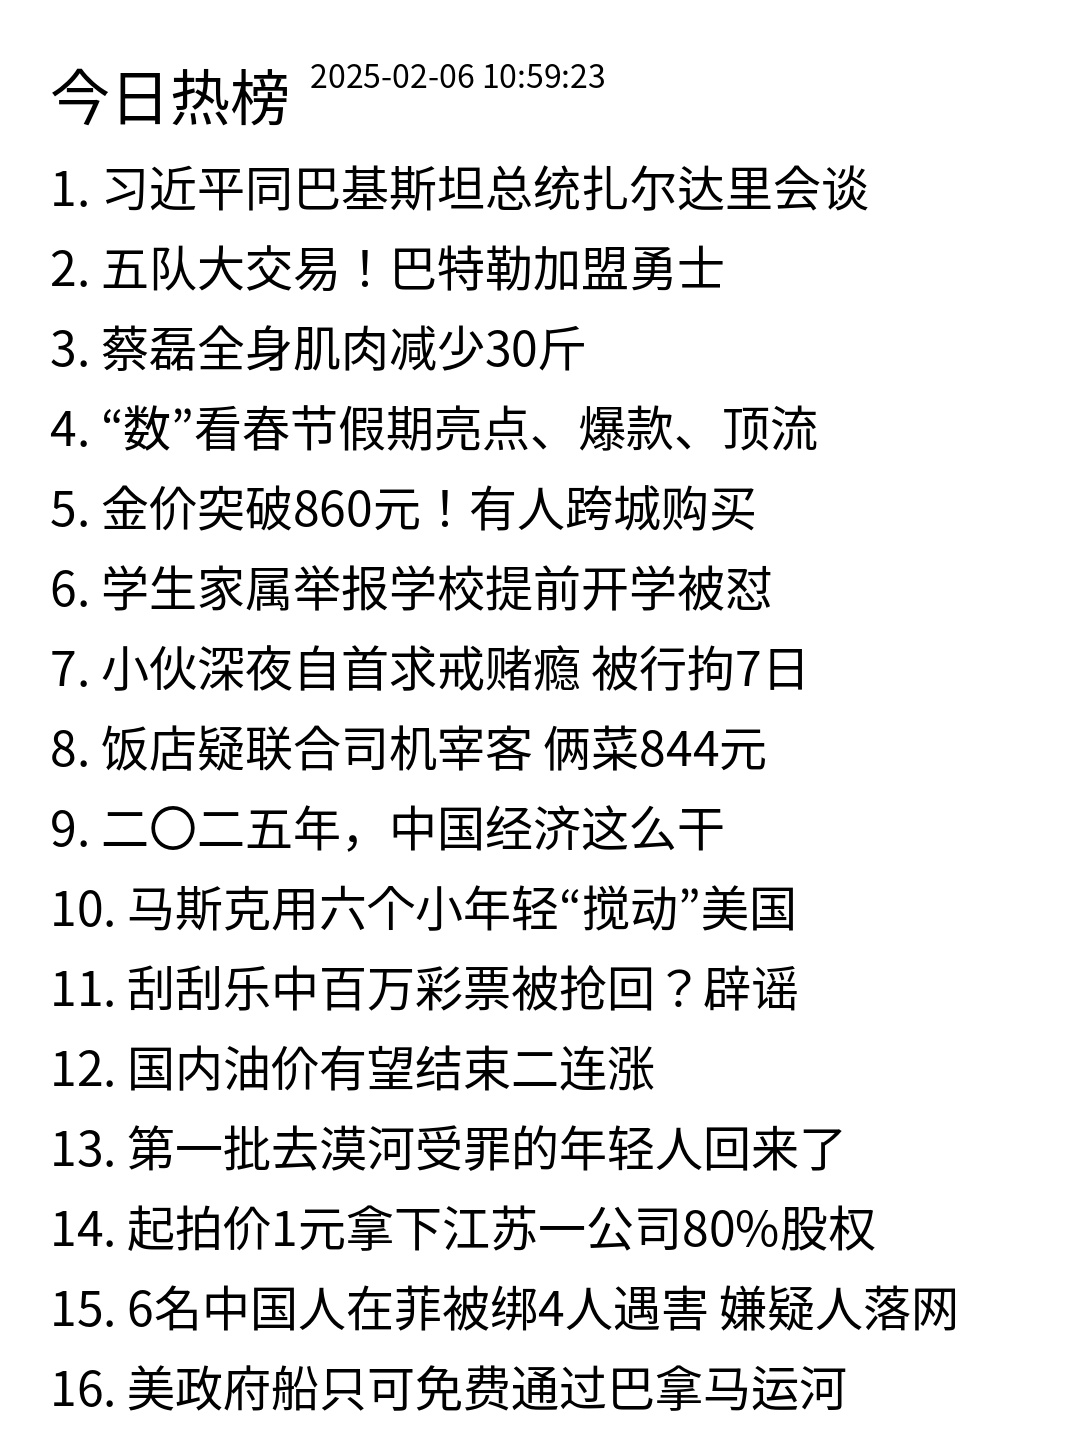 今日热榜 2025-02-06 10:59:23
1. 习近平同巴基斯坦总统扎尔达里会谈
2. 五队大交易！巴特勒加盟勇士
3. 蔡磊全身肌肉减少30斤
4. “数”看春节假期亮点、爆款、顶流
5. 金价突破860元！有人跨城购买
6. 学生家属举报学校提前开学被怼
7. 小伙深夜自首求戒赌瘾 被行拘7日
8. 饭店疑联合司机宰客 俩菜844元
9. 二〇二五年，中国经济这么干
10. 马斯克用六个小年轻“搅动”美国
11. 刮刮乐中百万彩票被抢回？辟谣
12. 国内油价有望结束二连涨
13. 第一批去漠河受罪的年轻人回来了
14. 起拍价1元拿下江苏一公司80%股权
15. 6名中国人在菲被绑4人遇害 嫌疑人落网
16. 美政府船只可免费通过巴拿马运河